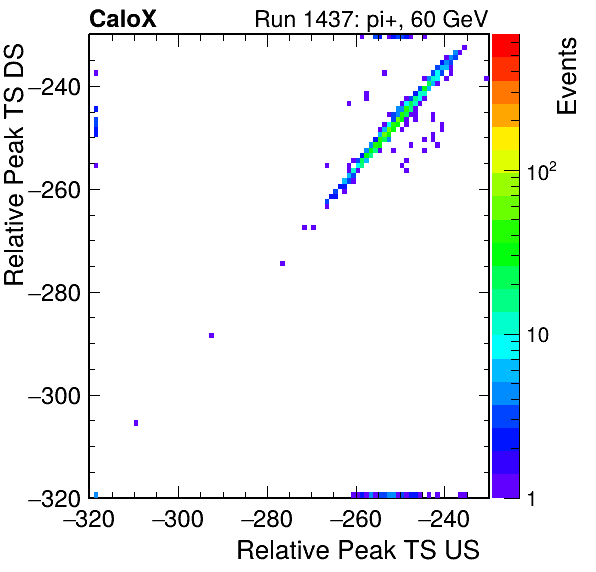 CaloX Run 1437: pi+, 60 GeV
Relative Peak TS DS
−240
−260
−280
−300
−320
−320 −300 −280 −260 −240
Relative Peak TS US
Events
10²
10
1